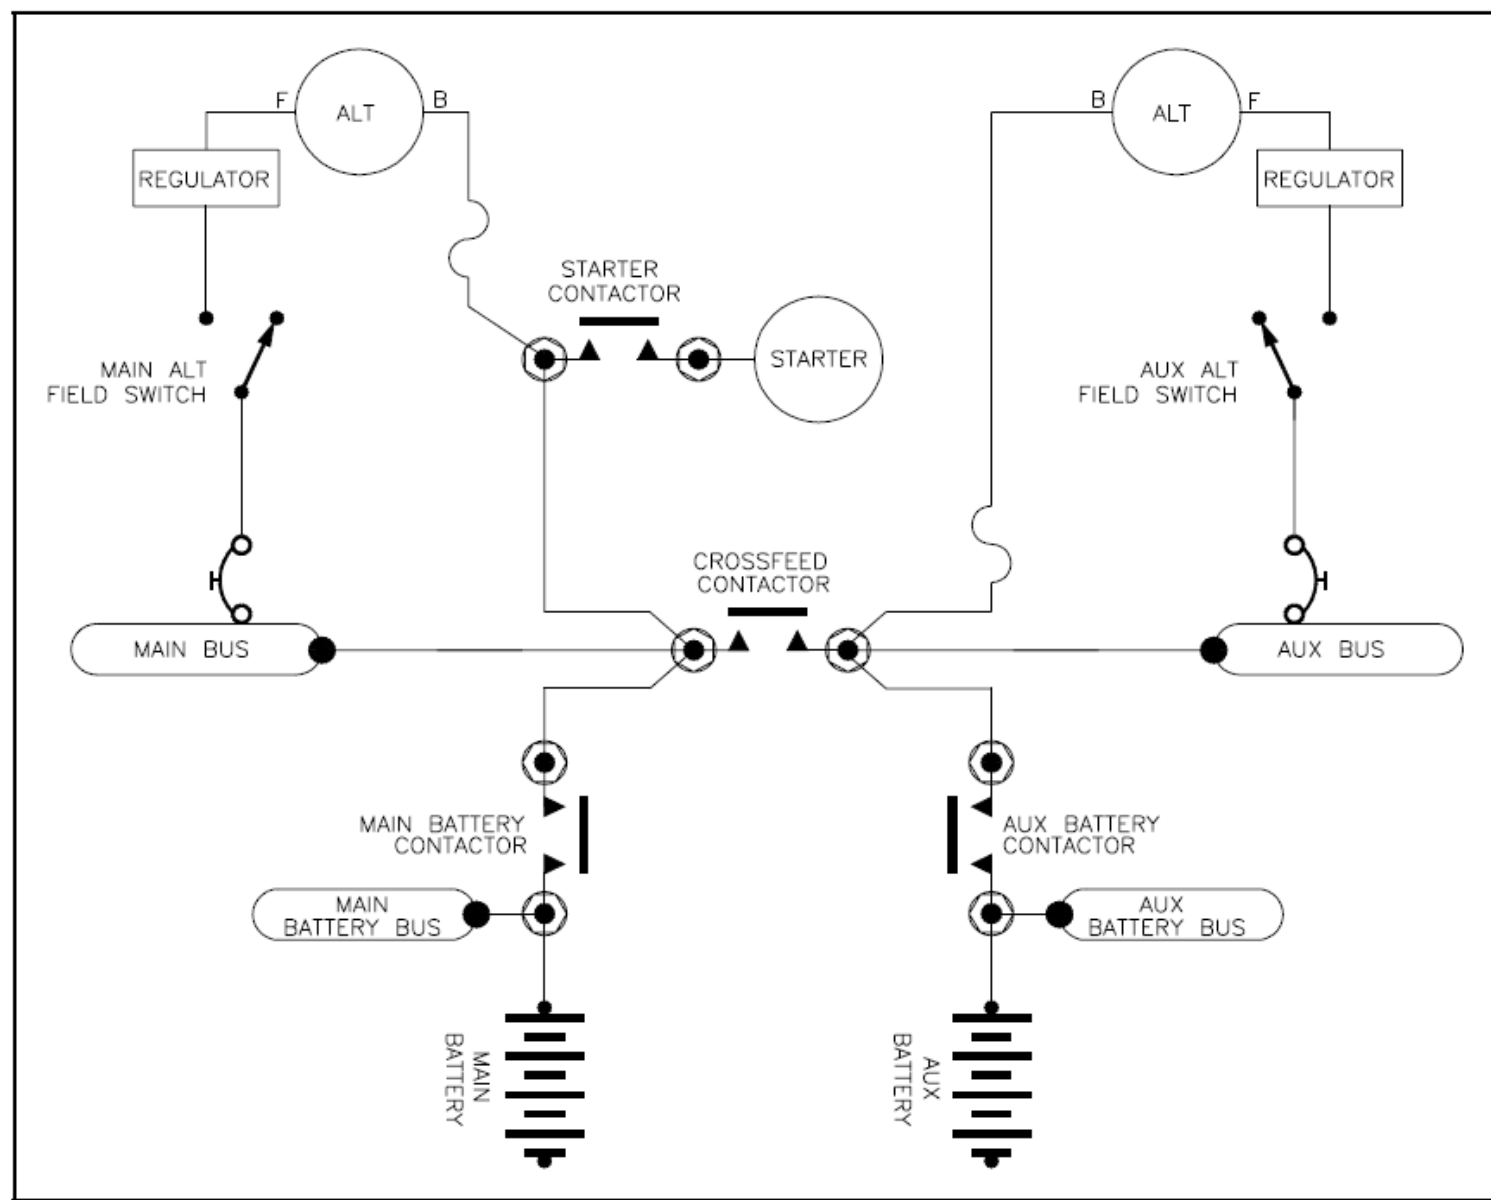 F
ALT
B
B
ALT
F
REGULATOR
REGULATOR
STARTER
CONTACTOR
STARTER
MAIN ALT
FIELD SWITCH
AUX ALT
FIELD SWITCH
CROSSFEED
CONTACTOR
MAIN BUS
AUX BUS
MAIN BATTERY
CONTACTOR
AUX BATTERY
CONTACTOR
MAIN
BATTERY BUS
AUX
BATTERY BUS
MAIN
BATTERY
AUX
BATTERY